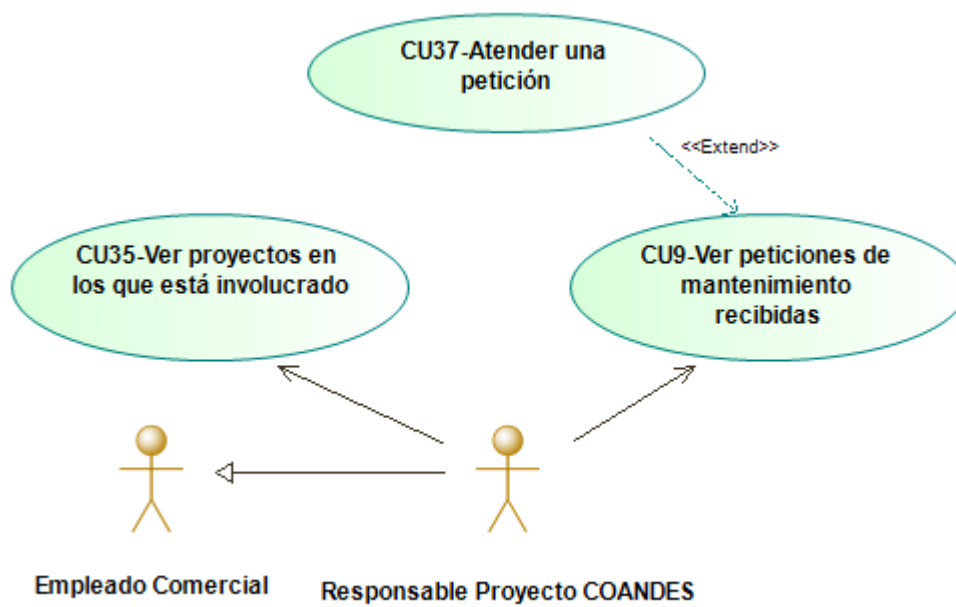 CU37-Atender una
petición
<<Extend>>
CU35-Ver proyectos en
los que está involucrado
CU9-Ver peticiones de
mantenimiento
recibidas
Empleado Comercial
Responsable Proyecto COANDES